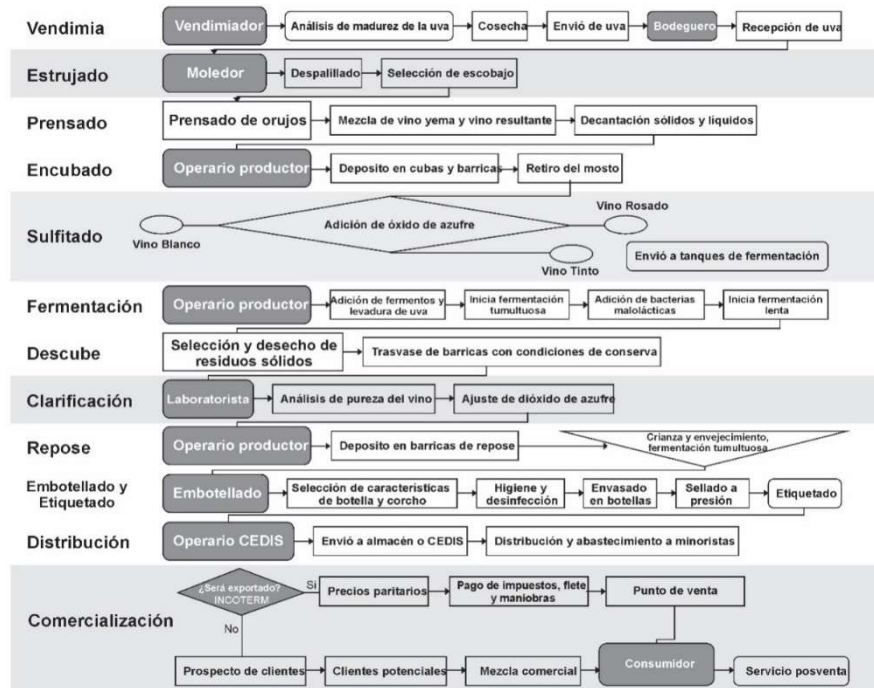 Vendimia
Vendimiador
Análisis de madurez de la uva
Cosecha
Envió de uva
Bodeguero
Recepción de uva
Estrujado
Moledor
Despalillado
Selección de escobajo
Prensado
Prensado de orujos
Mezcla de vino yema y vino resultante
Decantación sólidos y líquidos
Encubado
Operario productor
Deposito en cubas y barricas
Retiro del mosto
Sulfitado
Vino Blanco
Adición de óxido de azufre
Vino Rosado
Vino Tinto
Envió a tanques de fermentación
Fermentación
Operario productor
Adición de fermentos y
levadura de uva
Inicia fermentación
tumultuosa
Adición de bacterias
malolácticas
Inicia fermentación
lenta
Descube
Selección y desecho de
residuos sólidos
Trasvase de barricas con condiciones de conserva
Clarificación
Laboratorista
Análisis de pureza del vino
Ajuste de dióxido de azufre
Repose
Operario productor
Deposito en barricas de repose
Crianza y envejecimiento,
fermentación tumultuosa
Embotellado y
Etiquetado
Embotellado
Selección de características
de botella y corcho
Higiene y
desinfección
Envasado
en botellas
Sellado a
presión
Etiquetado
Distribución
Operario CEDIS
Envió a almacén o CEDIS
Distribución y abastecimiento a minoristas
Comercialización
¿Será exportado?
INCOTERM
Si
Precios paritarios
Pago de impuestos, flete
y maniobras
Punto de venta
No
Prospecto de clientes
Clientes potenciales
Mezcla comercial
Consumidor
Servicio posventa